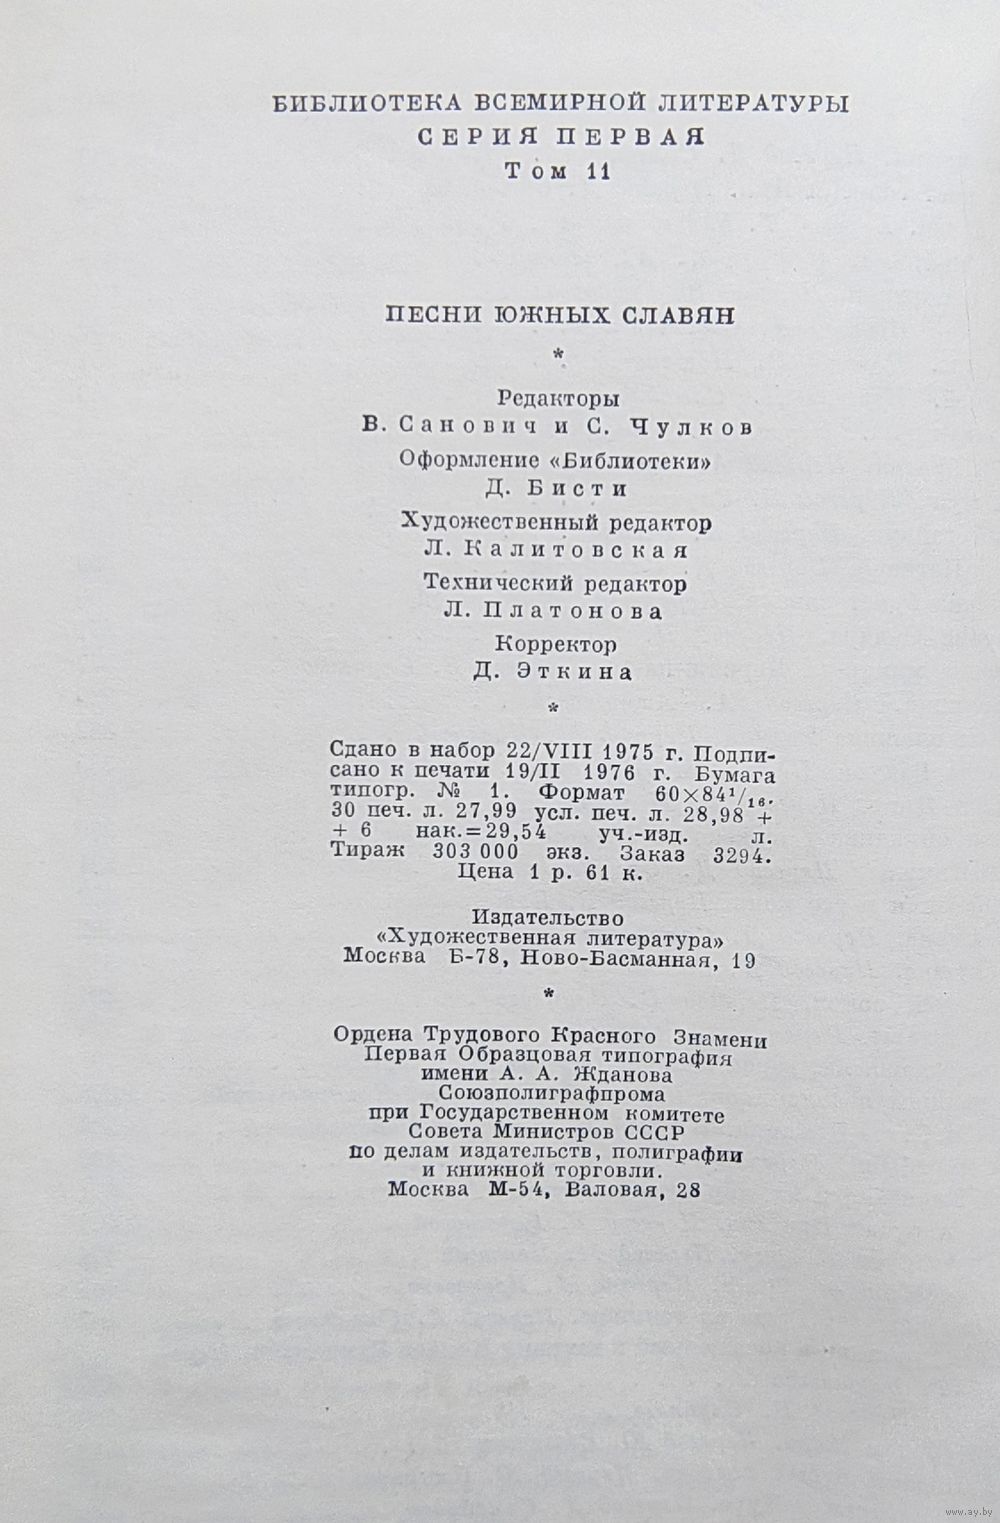 БИБЛИОТЕКА ВСЕМИРНОЙ ЛИТЕРАТУРЫ
СЕРИЯ ПЕРВАЯ
Том 11
ПЕСНИ ЮЖНЫХ СЛАВЯН
*
Редакторы
В. Санович и С. Чулков
Оформление «Библиотеки»
Д. Бисти
Художественный редактор
Л. Калитовская
Технический редактор
Л. Платонова
Корректор
Д. Эткина
*
Сдано в набор 22/VIII 1975 г. Подпи-
сано к печати 19/II 1976 г. Бумага
типогр. № 1. Формат 60×84¹/₁₆.
30 печ. л. 27,99 усл. печ. л. 28,98 +
+ 6 нак.=29,54 уч.-изд. л.
Тираж 303 000 экз. Заказ 3294.
Цена 1 р. 61 к.
Издательство
«Художественная литература»
Москва Б-78, Ново-Басманная, 19
*
Ордена Трудового Красного Знамени
Первая Образцовая типография
имени А. А. Жданова
Союзполиграфпрома
при Государственном комитете
Совета Министров СССР
по делам издательств, полиграфии
и книжной торговли.
Москва М-54, Валовая, 28
www.ay.by